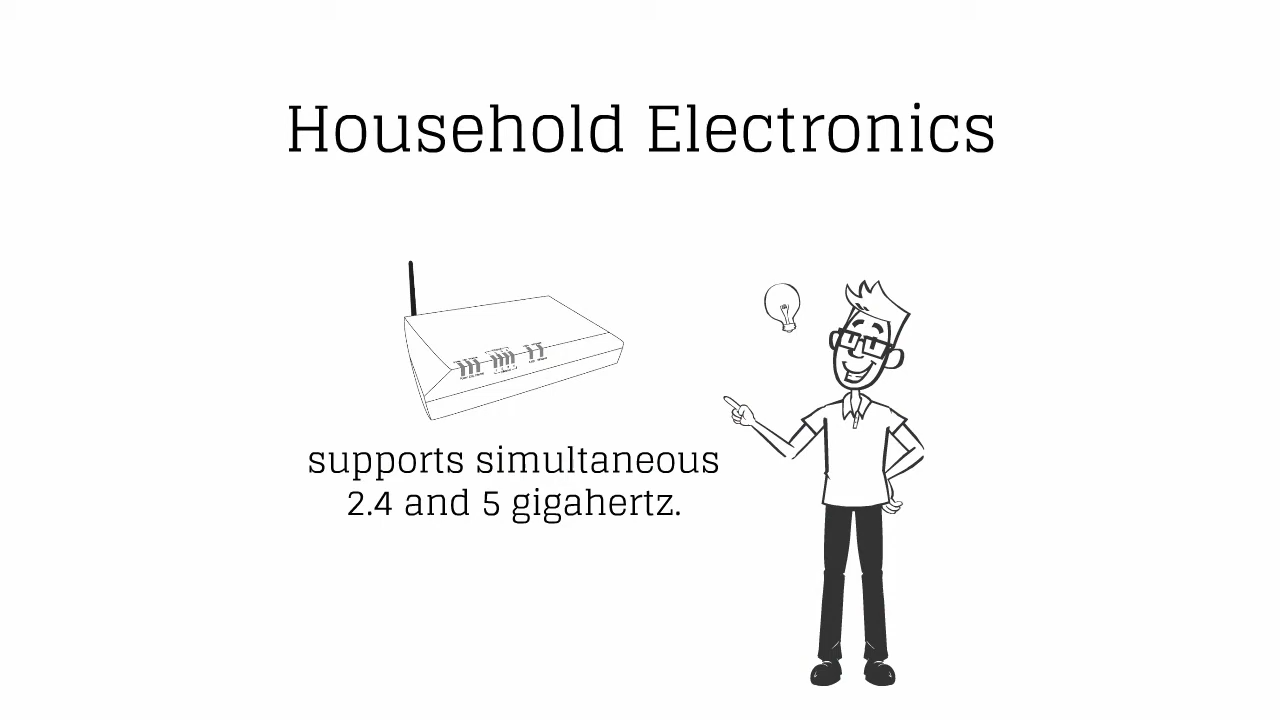 Household Electronics
supports simultaneous
2.4 and 5 gigahertz.